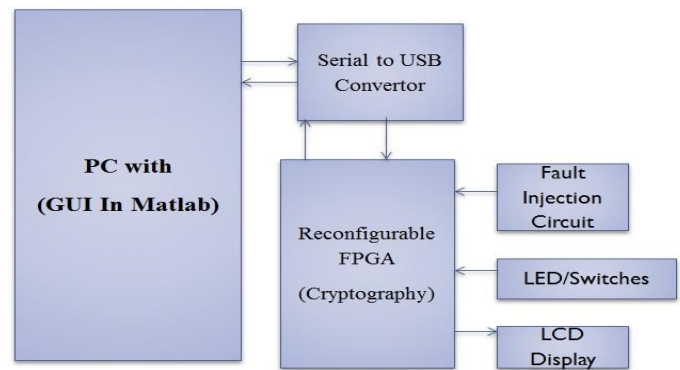 PC with
(GUI In Matlab)
Serial to USB
Convertor
Reconfigurable
FPGA
(Cryptography)
Fault
Injection
Circuit
LED/Switches
LCD
Display